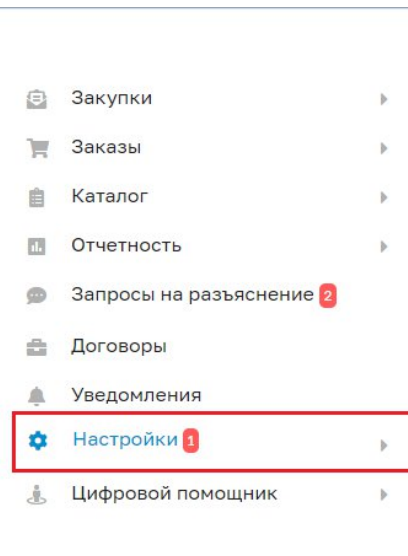 Закупки
Заказы
Каталог
Отчетность
Запросы на разъяснение 2
Договоры
Уведомления
Настройки 1
Цифровой помощник